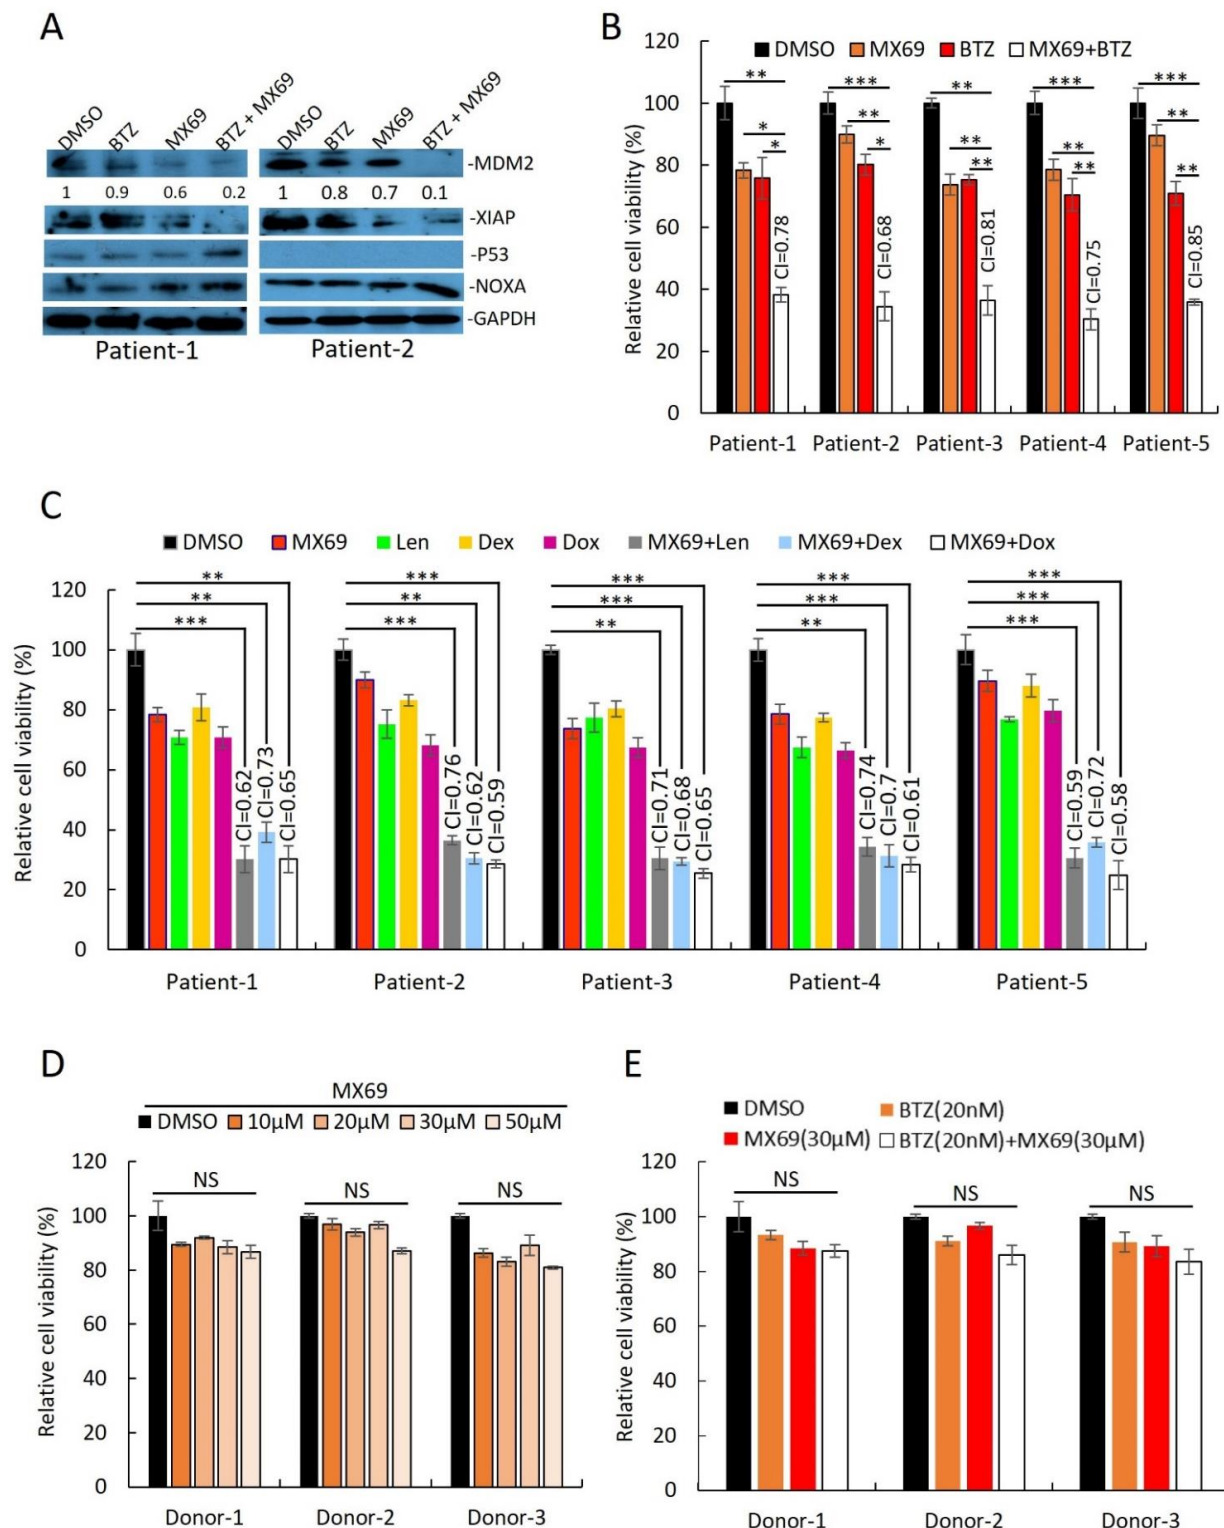 A
DMSO BTZ MX69 BTZ + MX69 DMSO BTZ MX69 BTZ + MX69
-MDM2
1 0.9 0.6 0.2 1 0.8 0.7 0.1
-XIAP
-P53
-NOXA
-GAPDH
Patient-1 Patient-2
B
DMSO MX69 BTZ MX69+BTZ
Relative cell viability (%)
120
100
80
60
40
20
0
** *** ** *** ***
* ** ** ** **
* * ** ** **
CI=0.78 CI=0.68 CI=0.81 CI=0.75 CI=0.85
Patient-1 Patient-2 Patient-3 Patient-4 Patient-5
C
DMSO MX69 Len Dex Dox MX69+Len MX69+Dex MX69+Dox
Relative cell viability (%)
120
100
80
60
40
20
0
** *** *** *** ***
** ** *** *** ***
*** *** ** ** ***
CI=0.62 CI=0.73 CI=0.65 CI=0.76 CI=0.62 CI=0.59 CI=0.71 CI=0.68 CI=0.65 CI=0.74 CI=0.7 CI=0.61 CI=0.59 CI=0.72 CI=0.58
Patient-1 Patient-2 Patient-3 Patient-4 Patient-5
D
MX69
DMSO 10μM 20μM 30μM 50μM
Relative cell viability (%)
120
100
80
60
40
20
0
NS NS NS
Donor-1 Donor-2 Donor-3
E
DMSO BTZ(20nM)
MX69(30μM) BTZ(20nM)+MX69(30μM)
Relative cell viability (%)
120
100
80
60
40
20
0
NS NS NS
Donor-1 Donor-2 Donor-3